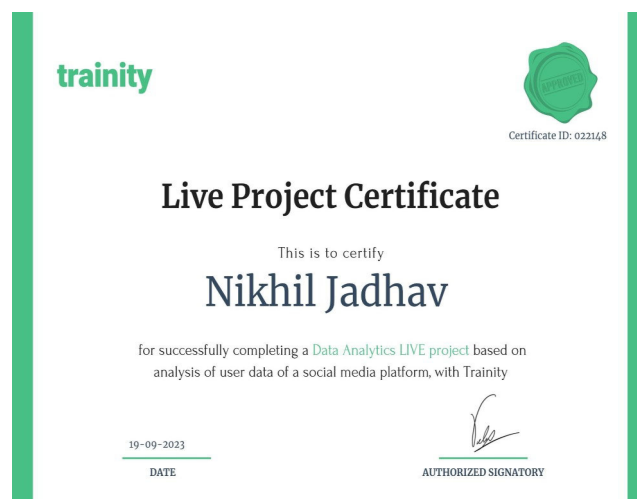 trainity
APPROVED
Certificate ID: 022148
Live Project Certificate
This is to certify
Nikhil Jadhav
for successfully completing a Data Analytics LIVE project based on
analysis of user data of a social media platform, with Trainity
19-09-2023
DATE
AUTHORIZED SIGNATORY